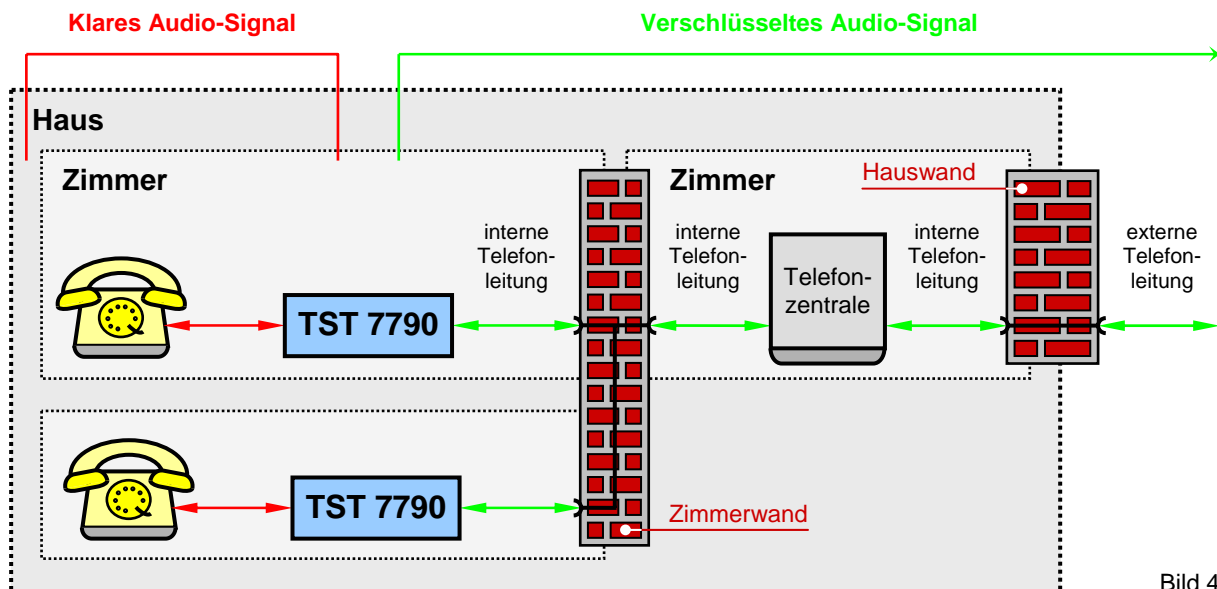 Klares Audio-Signal
Verschlüsseltes Audio-Signal
Haus
Zimmer
Zimmer
Hauswand
interne
Telefon-
leitung
interne
Telefon-
leitung
Telefon-
zentrale
interne
Telefon-
leitung
externe
Telefon-
leitung
TST 7790
TST 7790
Zimmerwand
Bild 4